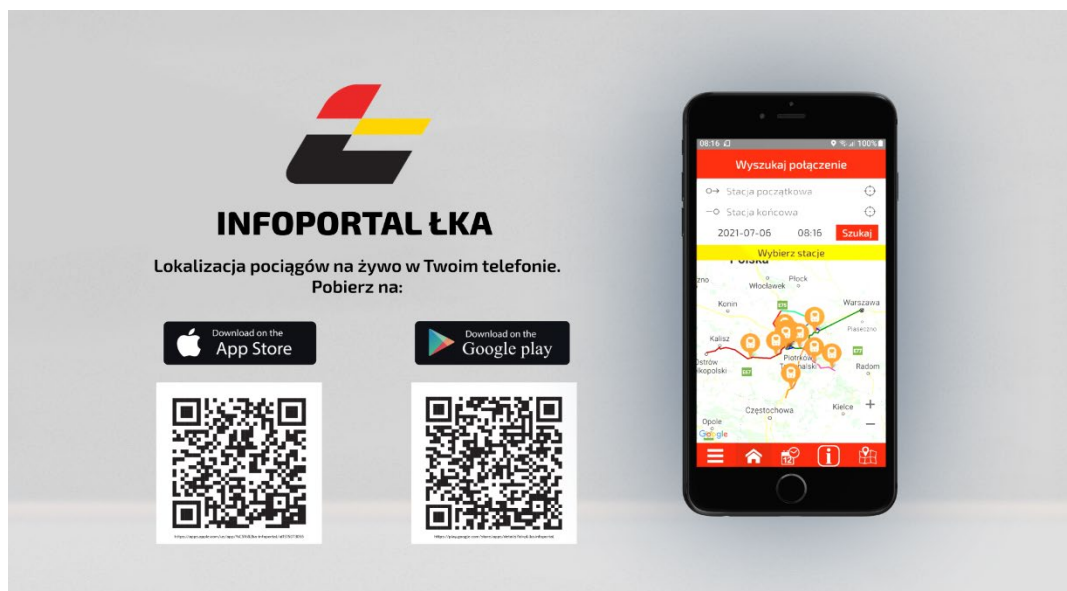 INFOPORTAL ŁKA
Lokalizacja pociągów na żywo w Twoim telefonie.
Pobierz na:
Download on the
App Store
Download on the
Google play
08:16
100%
Wyszukaj połączenie
Stacja początkowa
Stacja końcowa
2021-07-06 08:16 Szukaj
Wybierz stacje
Polska
Płock
Włocławek
Konin
Warszawa
Piaseczno
Kalisz
Piotrków
Ostrów
Radom
Częstochowa
Kielce
Opole
Google
12